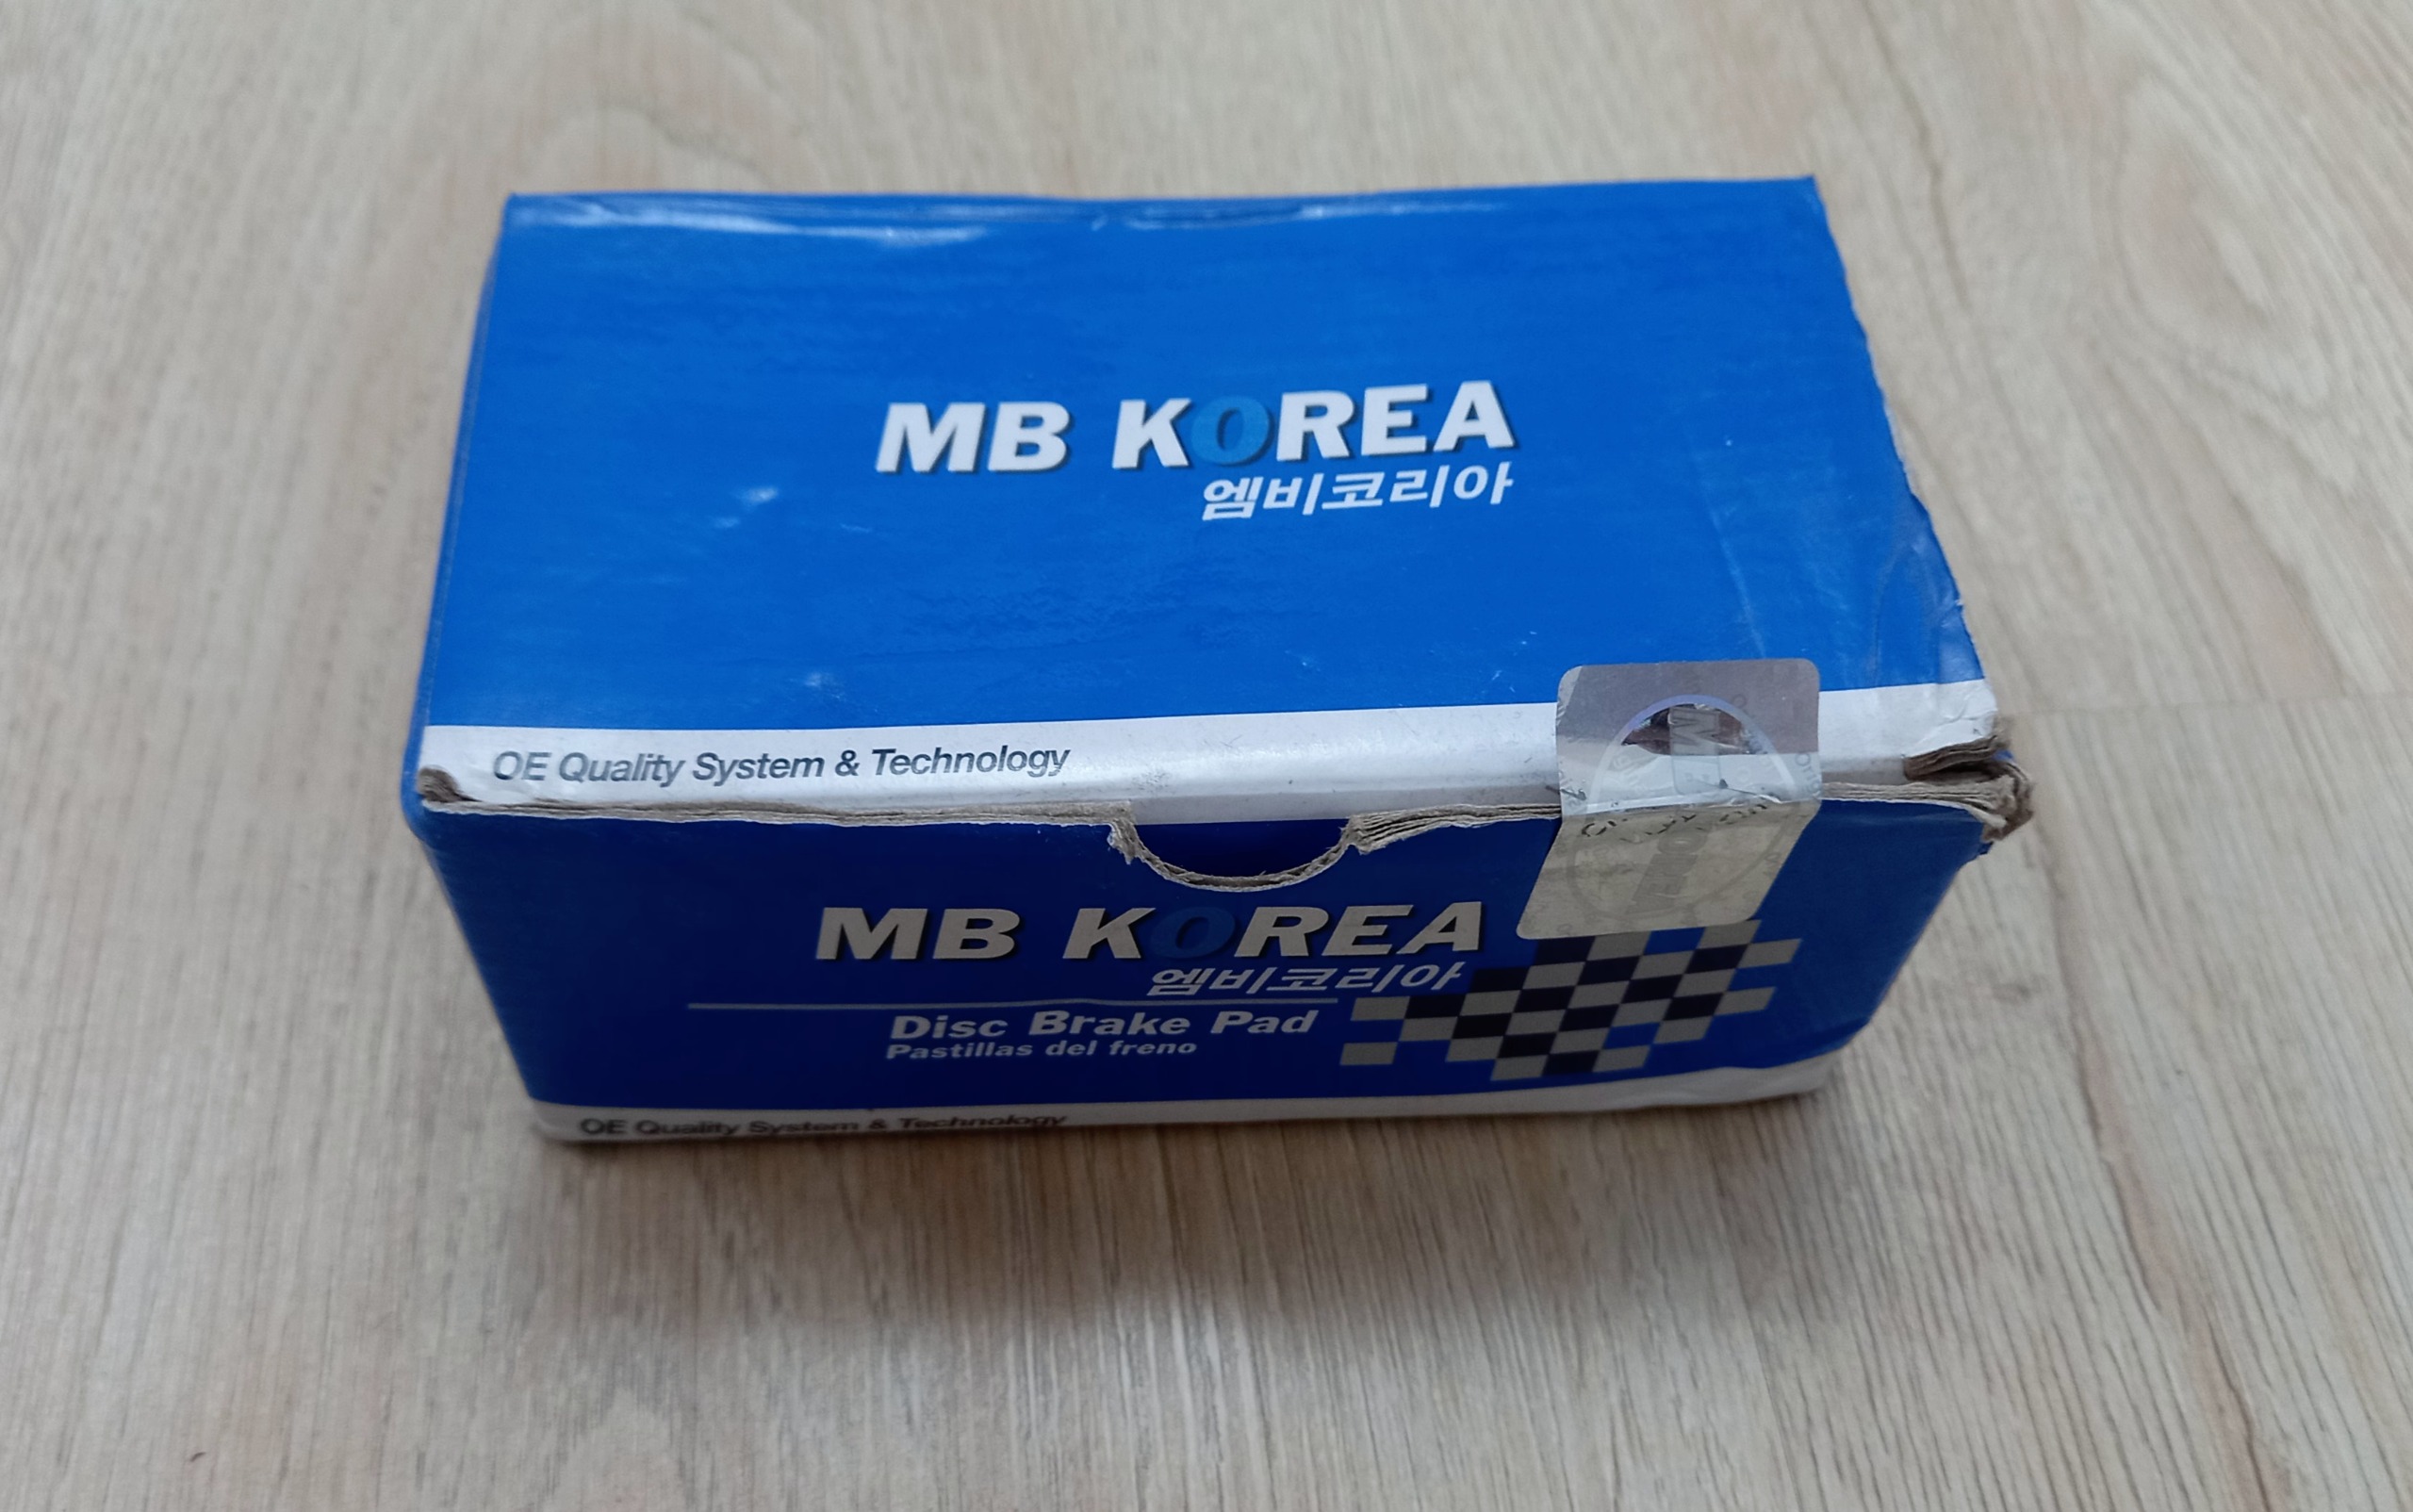 MB KOREA
엠비코리아
OE Quality System & Technology
MB KOREA
엠비코리아
Disc Brake Pad
Pastillas del freno
OE Quality System & Technology